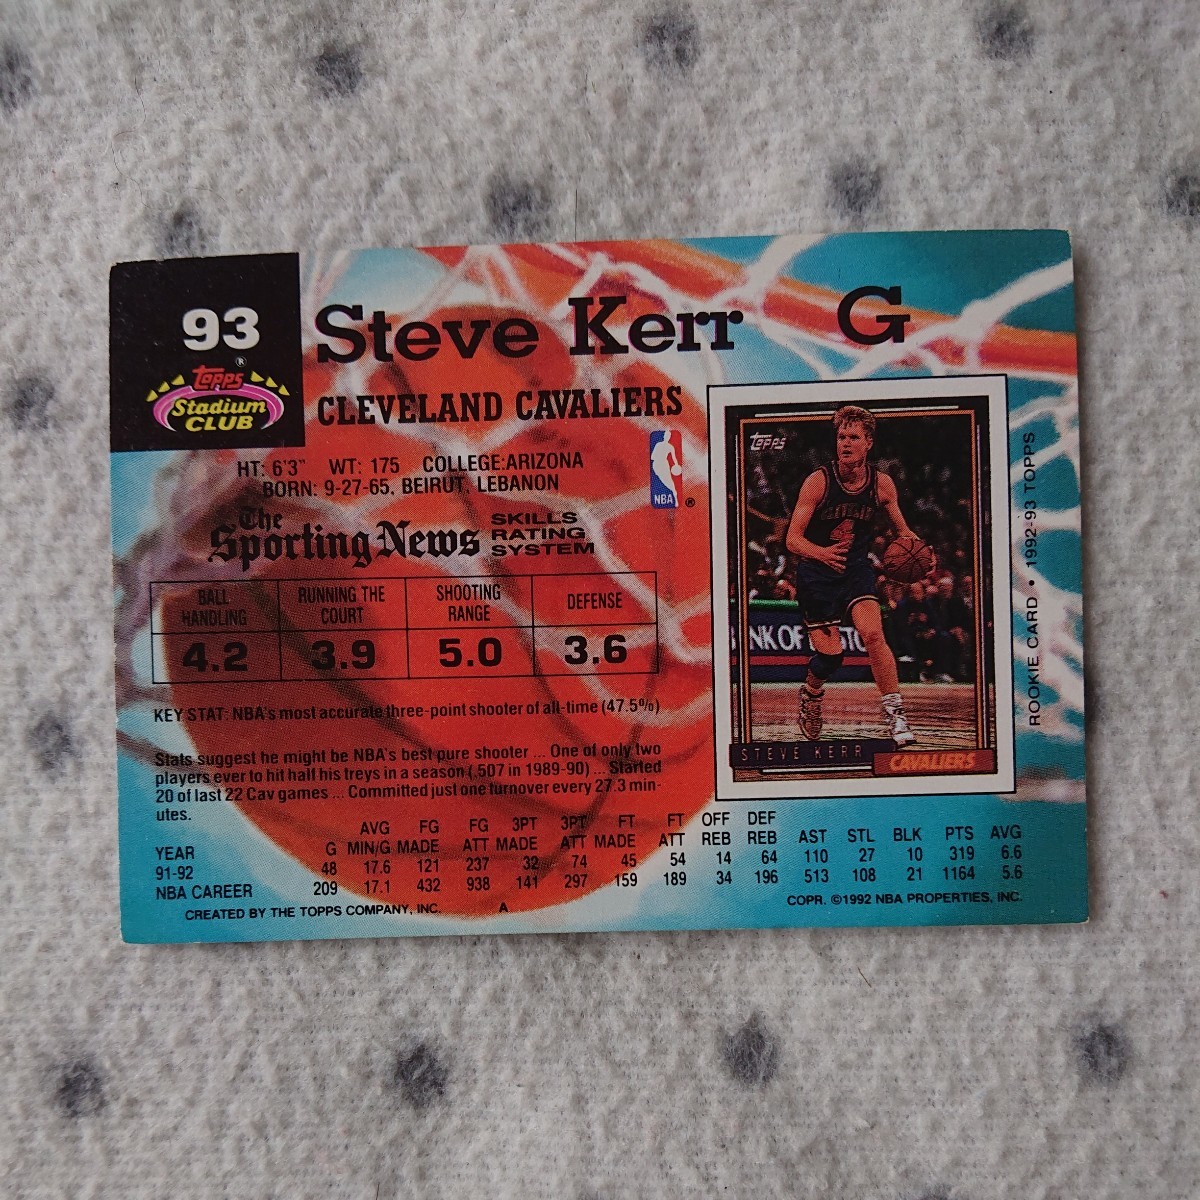 93
Topps ®
Stadium
CLUB
Steve Kerr G
CLEVELAND CAVALIERS
HT: 6'3" WT: 175 COLLEGE:ARIZONA
BORN: 9-27-65, BEIRUT, LEBANON
NBA ®
The
Sporting News
SKILLS
RATING
SYSTEM
BALL HANDLING RUNNING THE COURT SHOOTING RANGE DEFENSE
4.2 3.9 5.0 3.6
KEY STAT: NBA's most accurate three-point shooter of all-time (47.5%)
Stats suggest he might be NBA's best pure shooter ... One of only two
players ever to hit half his treys in a season (.507 in 1989-90) ... Started
20 of last 22 Cav games ... Committed just one turnover every 27.3 min-
utes.
TOPPS
CLEVELAND
4
STEVE KERR
CAVALIERS
ROOKIE CARD • 1992-93 TOPPS
AVG FG FG 3PT 3PT FT FT OFF DEF
YEAR G MIN/G MADE ATT MADE ATT MADE ATT REB REB AST STL BLK PTS AVG
91-92 48 17.6 121 237 32 74 45 54 14 64 110 27 10 319 6.6
NBA CAREER 209 17.1 432 938 141 297 159 189 34 196 513 108 21 1164 5.6
CREATED BY THE TOPPS COMPANY, INC. A COPR. ©1992 NBA PROPERTIES, INC.